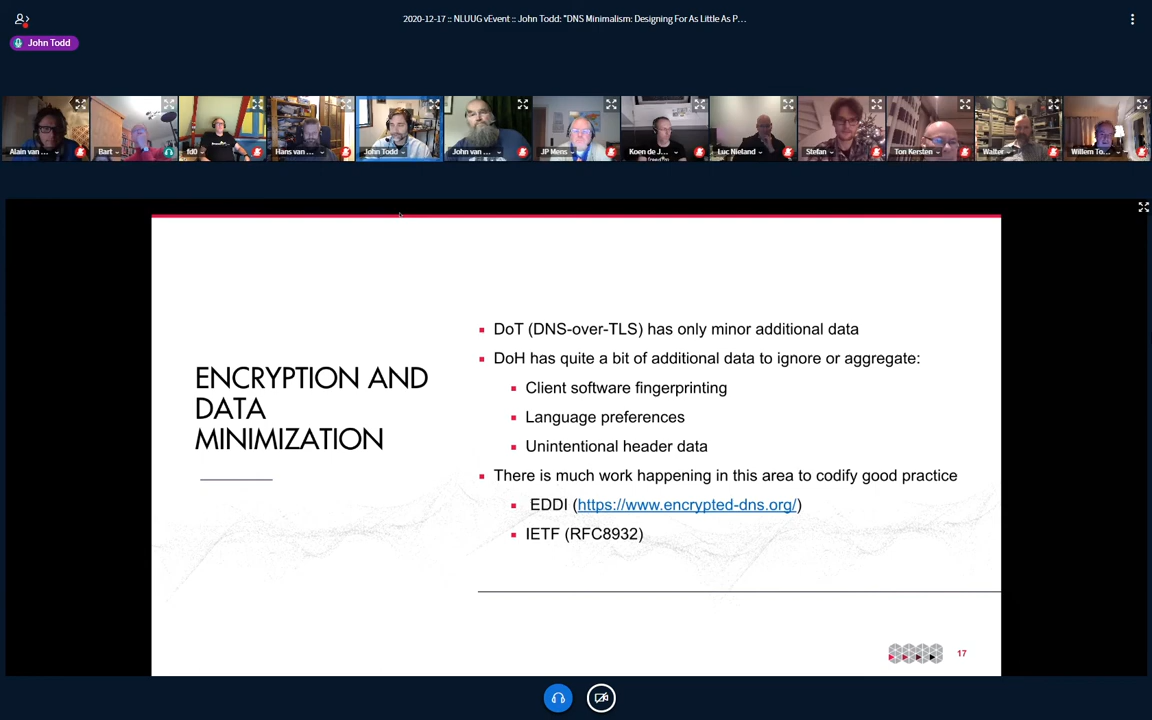 2020-12-17 :: NLUUG vEvent :: John Todd: "DNS Minimalism: Designing For As Little As P...
John Todd
Alain van ...
Bart
fd0
Hans van ...
John Todd
John van ...
JP Mens
Koen de J...
Luc Nieland
Stefan
Ton Kersten
Walter
Willem To...
ENCRYPTION AND
DATA
MINIMIZATION
DoT (DNS-over-TLS) has only minor additional data
DoH has quite a bit of additional data to ignore or aggregate:
Client software fingerprinting
Language preferences
Unintentional header data
There is much work happening in this area to codify good practice
EDDI (https://www.encrypted-dns.org/)
IETF (RFC8932)
17